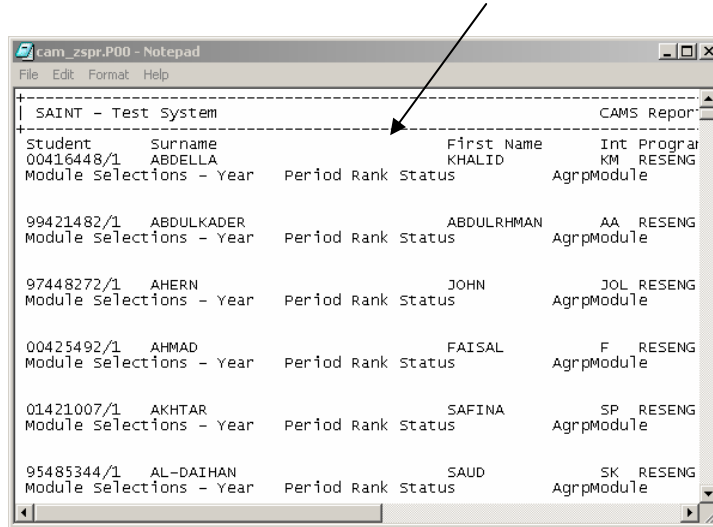 cam_zspr.P00 - Notepad
File Edit Format Help
SAINT - Test System CAMS Repor
Student Surname First Name Int Progra
00416448/1 ABDELLA KHALID KM RESENG
Module Selections - Year Period Rank Status AgrpModule
99421482/1 ABDULKADER ABDULRHMAN AA RESENG
Module Selections - Year Period Rank Status AgrpModule
97448272/1 AHERN JOHN JOL RESENG
Module Selections - Year Period Rank Status AgrpModule
00425492/1 AHMAD FAISAL F RESENG
Module Selections - Year Period Rank Status AgrpModule
01421007/1 AKHTAR SAFINA SP RESENG
Module Selections - Year Period Rank Status AgrpModule
95485344/1 AL-DAIHAN SAUD SK RESENG
Module Selections - Year Period Rank Status AgrpModule